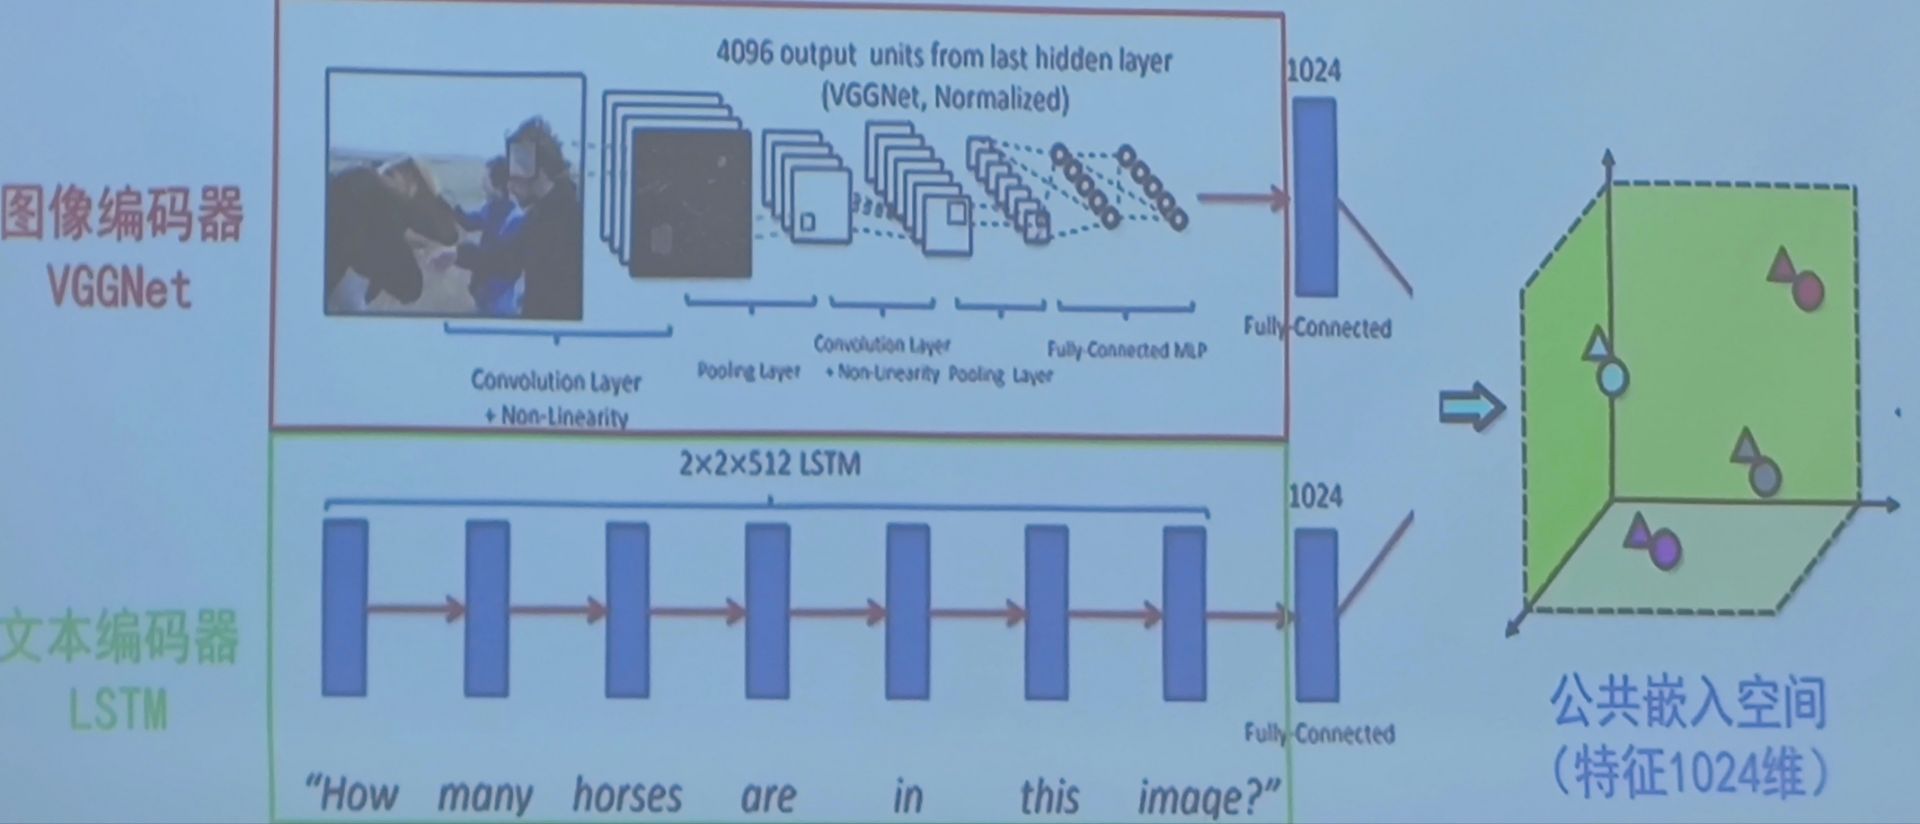 4096 output units from last hidden layer
(VGGNet, Normalized)
1024
图像编码器
VGGNet
Fully-Connected
Convolution Layer
+ Non-Linearity
Pooling Layer
Convolution Layer
+ Non-Linearity
Pooling Layer
Fully-Connected MLP
2×2×512 LSTM
1024
文本编码器
LSTM
Fully-Connected
"How many horses are in this image?"
公共嵌入空间
(特征1024维)